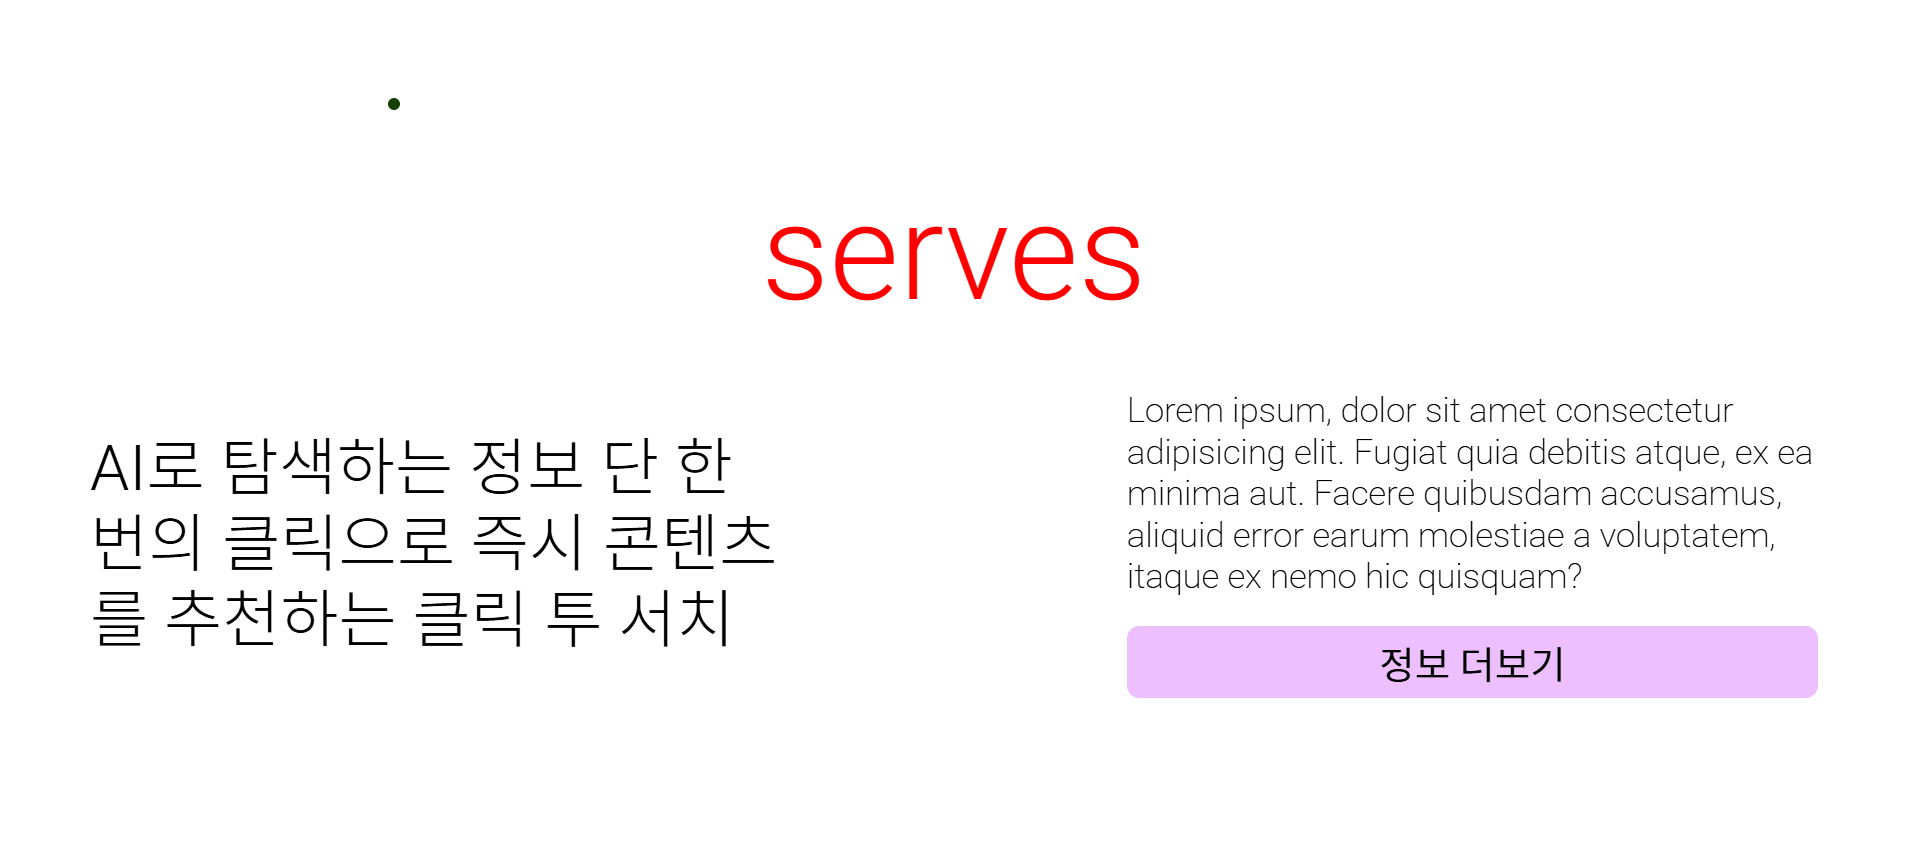 serves
AI로 탐색하는 정보 단 한
번의 클릭으로 즉시 콘텐츠
를 추천하는 클릭 투 서치
Lorem ipsum, dolor sit amet consectetur
adipisicing elit. Fugiat quia debitis atque, ex ea
minima aut. Facere quibusdam accusamus,
aliquid error earum molestiae a voluptatem,
itaque ex nemo hic quisquam?
정보 더보기